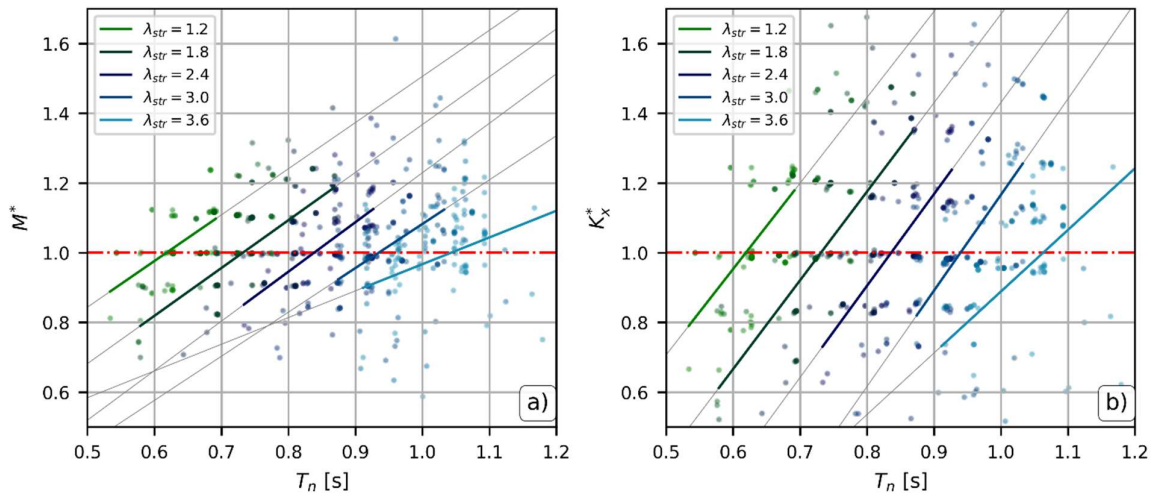 λstr = 1.2
λstr = 1.8
λstr = 2.4
λstr = 3.0
λstr = 3.6
1.6
1.4
1.2
1.0
0.8
0.6
M*
0.5 0.6 0.7 0.8 0.9 1.0 1.1 1.2
Tn [s]
a)
λstr = 1.2
λstr = 1.8
λstr = 2.4
λstr = 3.0
λstr = 3.6
1.6
1.4
1.2
1.0
0.8
0.6
K*x
0.5 0.6 0.7 0.8 0.9 1.0 1.1 1.2
Tn [s]
b)